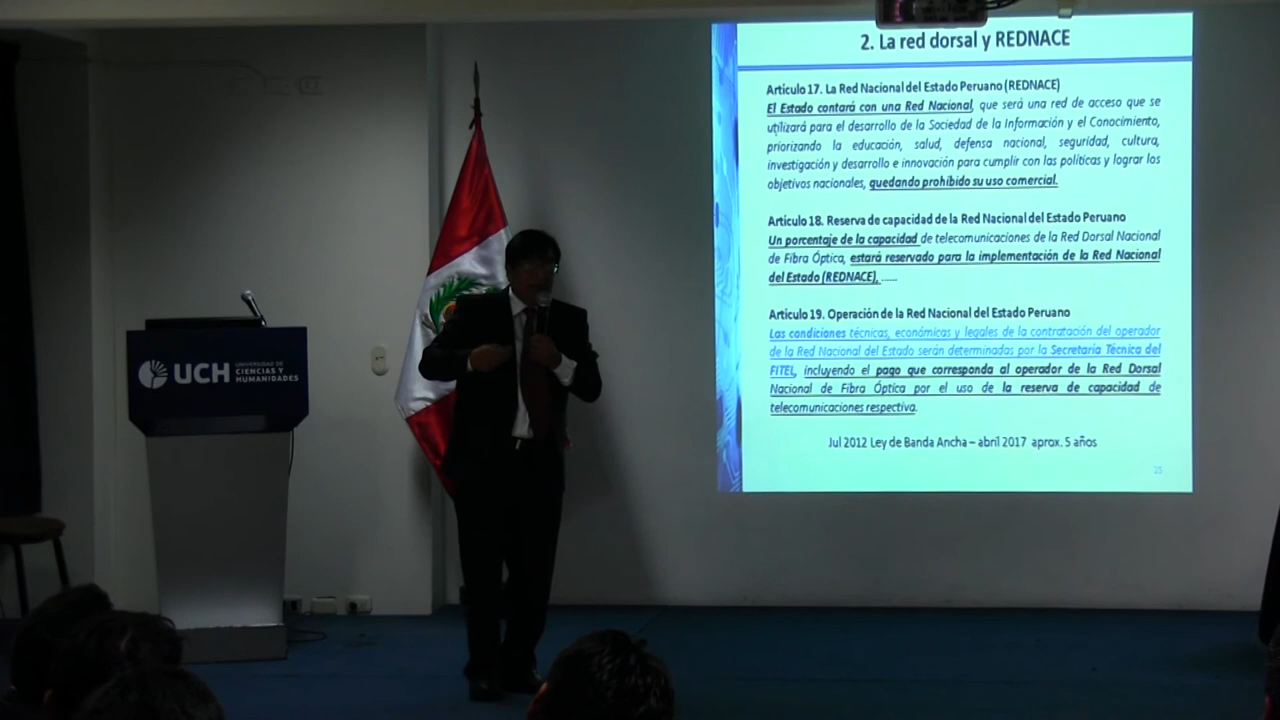 2. La red dorsal y REDNACE
Articulo 17. La Red Nacional del Estado Peruano (REDNACE)
El Estado contará con una Red Nacional, que será una red de acceso que se
utilizará para el desarrollo de la Sociedad de la Información y el Conocimiento,
priorizando la educación, salud, defensa nacional, seguridad, cultura,
investigación y desarrollo e innovación para cumplir con las políticas y lograr los
objetivos nacionales, quedando prohibido su uso comercial.
Articulo 18. Reserva de capacidad de la Red Nacional del Estado Peruano
Un porcentaje de la capacidad de telecomunicaciones de la Red Dorsal Nacional
de Fibra Óptica, estará reservado para la implementación de la Red Nacional
del Estado (REDNACE), .....
Articulo 19. Operación de la Red Nacional del Estado Peruano
Las condiciones técnicas, económicas y legales de la contratación del operador
de la Red Nacional del Estado serán determinadas por la Secretaría Técnica del
FITEL, incluyendo el pago que corresponda al operador de la Red Dorsal
Nacional de Fibra Óptica por el uso de la reserva de capacidad de
telecomunicaciones respectiva.
Jul 2012 Ley de Banda Ancha – abril 2017 aprox. 5 años
25
UCH
UNIVERSIDAD DE
CIENCIAS Y
HUMANIDADES